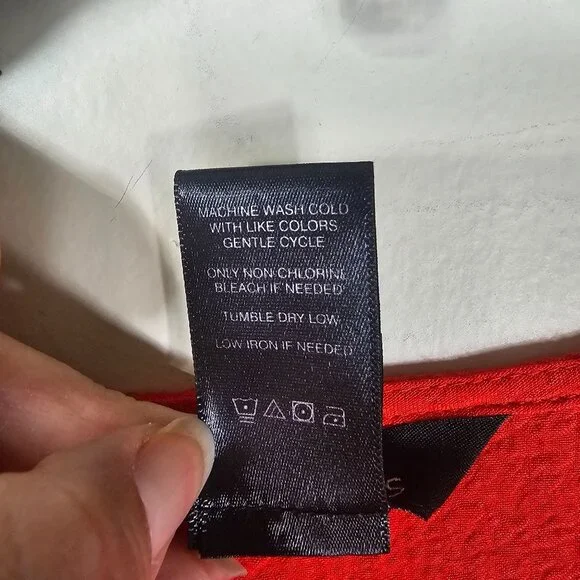 MACHINE WASH COLD
WITH LIKE COLORS
GENTLE CYCLE
ONLY NON-CHLORINE
BLEACH IF NEEDED
TUMBLE DRY LOW
LOW IRON IF NEEDED
S